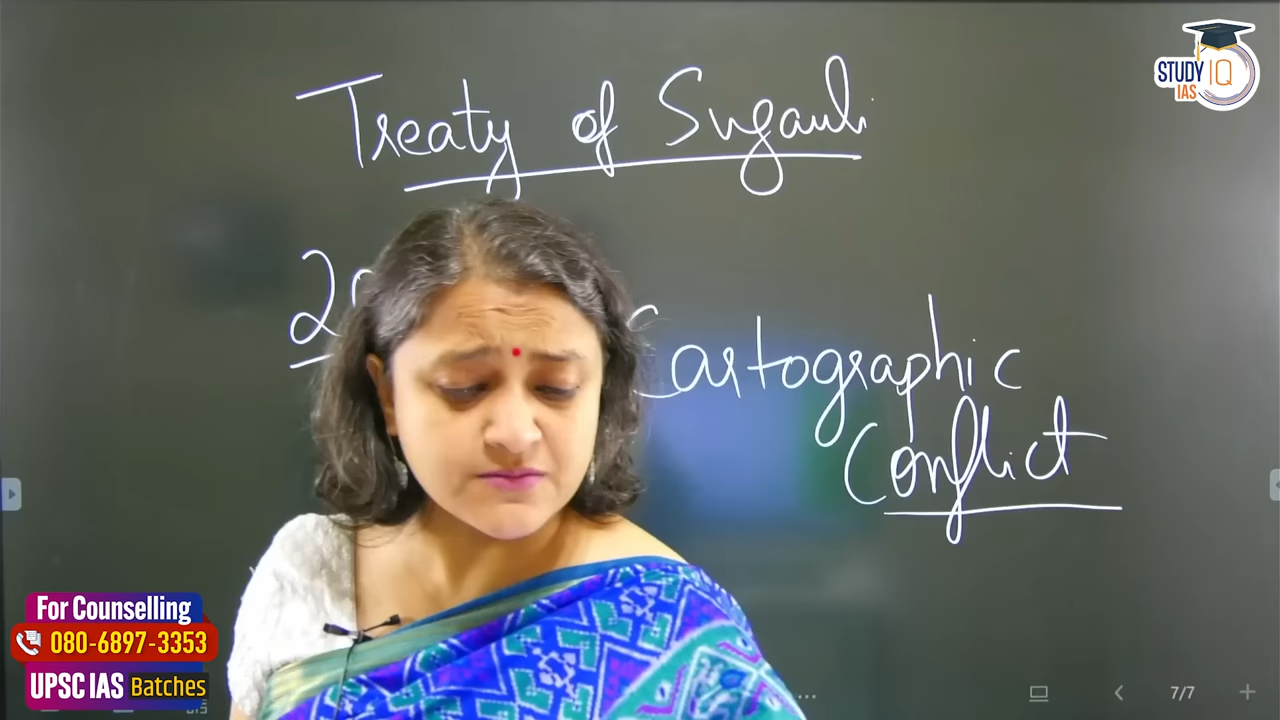 Treaty of Sugauli
Cartographic
Conflict
STUDY IQ
IAS
For Counselling
080-6897-3353
UPSC IAS Batches
7/7